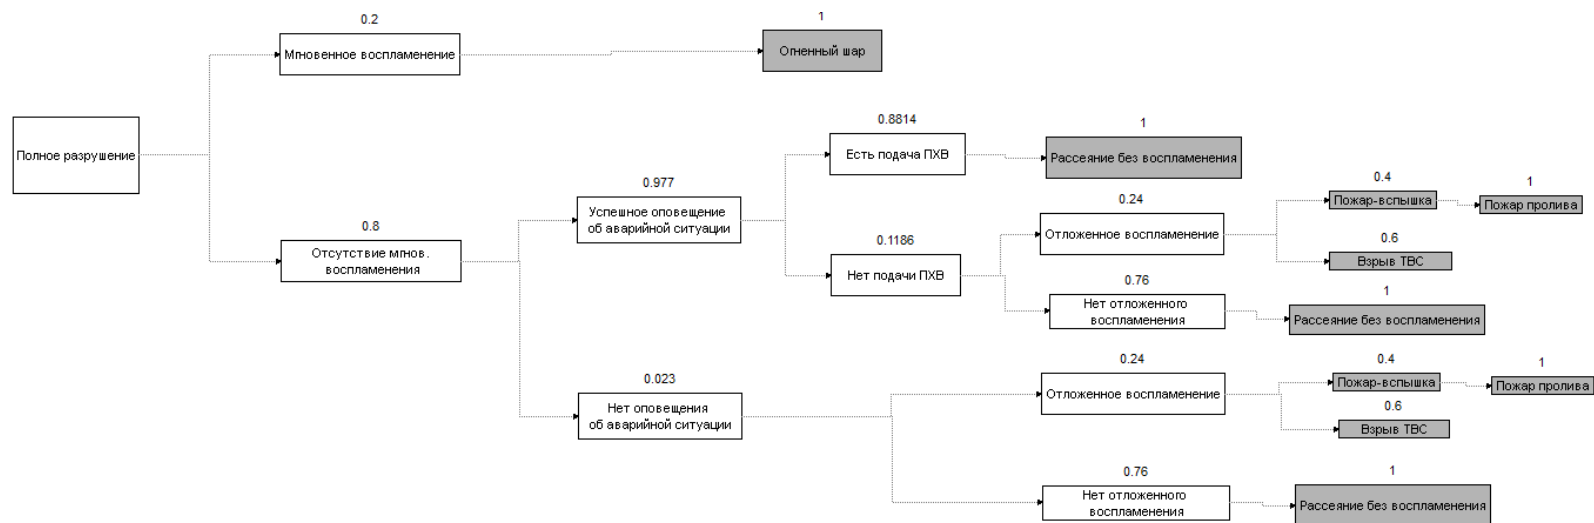 0.2
Мгновенное воспламенение
1
Огненный шар
Полное разрушение
0.8
Отсутствие мгнов.
воспламенения
0.977
Успешное оповещение
об аварийной ситуации
0.8814
Есть подача ПХВ
1
Рассеяние без воспламенения
0.1186
Нет подачи ПХВ
0.24
Отложенное воспламенение
0.4
Пожар-вспышка
1
Пожар пролива
0.6
Взрыв ТВС
0.76
Нет отложенного
воспламенения
1
Рассеяние без воспламенения
0.023
Нет оповещения
об аварийной ситуации
0.24
Отложенное воспламенение
0.4
Пожар-вспышка
1
Пожар пролива
0.6
Взрыв ТВС
0.76
Нет отложенного
воспламенения
1
Рассеяние без воспламенения